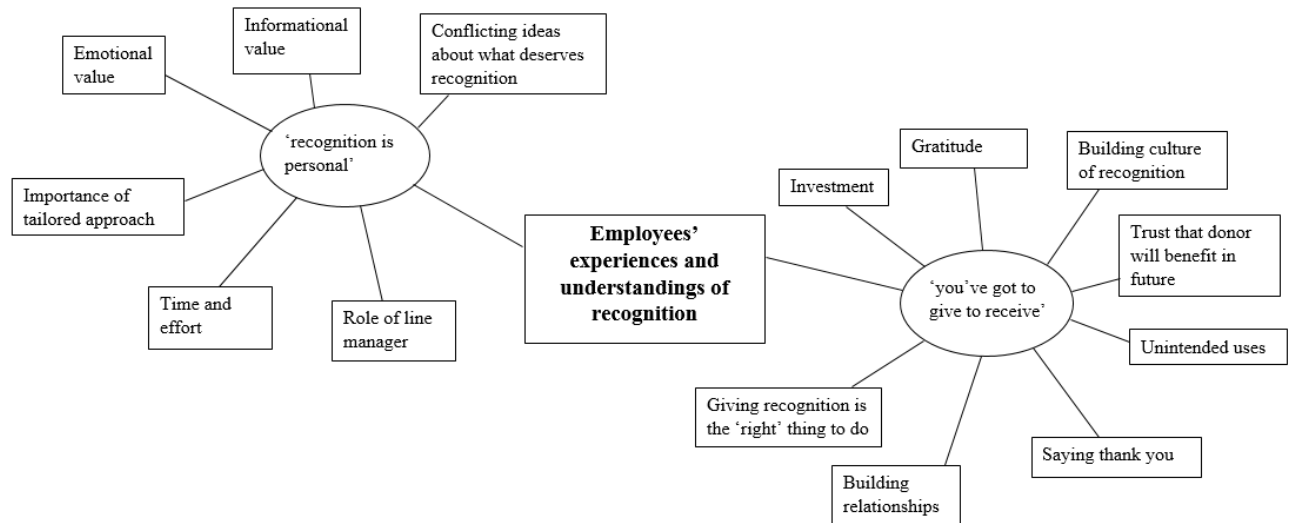 Informational
value
Conflicting ideas
about what deserves
recognition
Emotional
value
‘recognition is
personal’
Importance of
tailored approach
Time and
effort
Role of line
manager
Employees’
experiences and
understandings of
recognition
Gratitude
Building culture
of recognition
Investment
Trust that donor
will benefit in
future
‘you’ve got to
give to receive’
Unintended uses
Giving recognition is
the ‘right’ thing to do
Saying thank you
Building
relationships